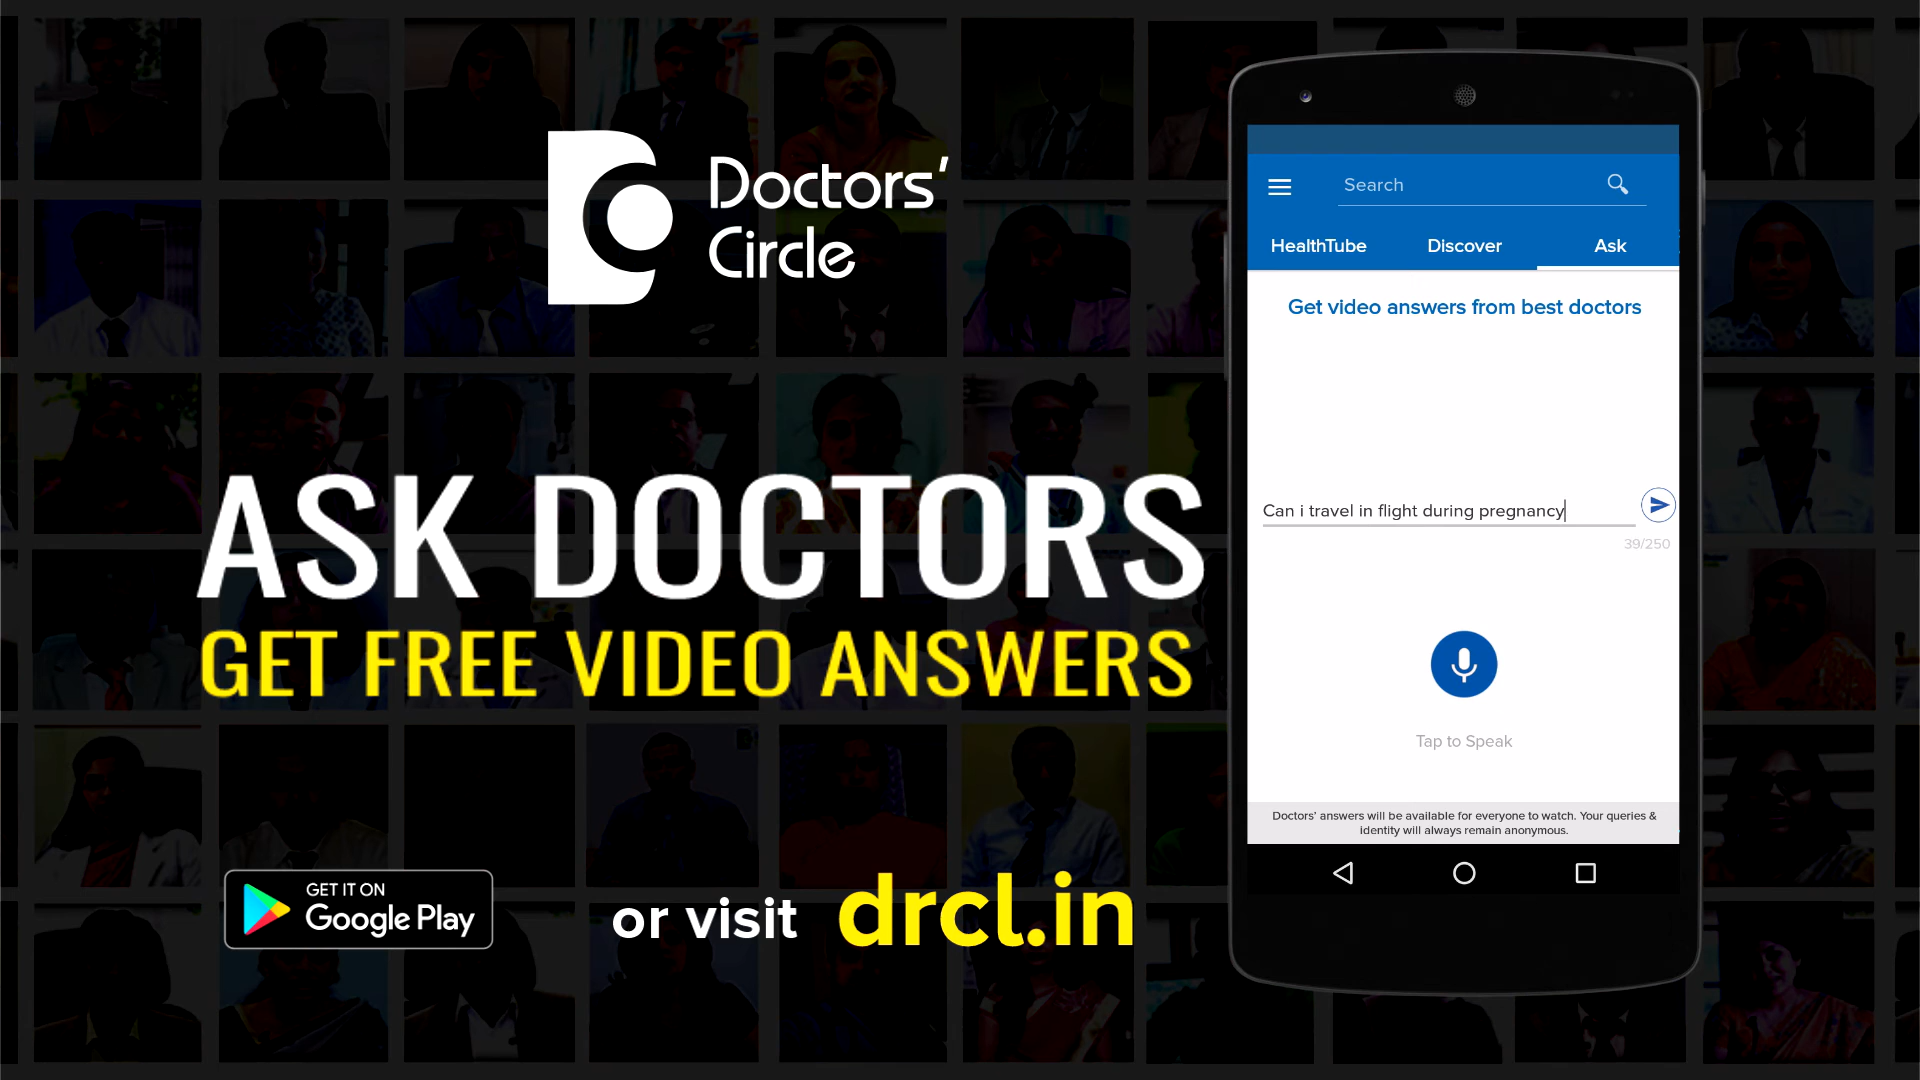 Doctors'
Circle
ASK DOCTORS
GET FREE VIDEO ANSWERS
GET IT ON
Google Play
or visit drcl.in
Search
HealthTube Discover Ask
Get video answers from best doctors
Can i travel in flight during pregnancy
39/250
Tap to Speak
Doctors' answers will be available for everyone to watch. Your queries &
identity will always remain anonymous.